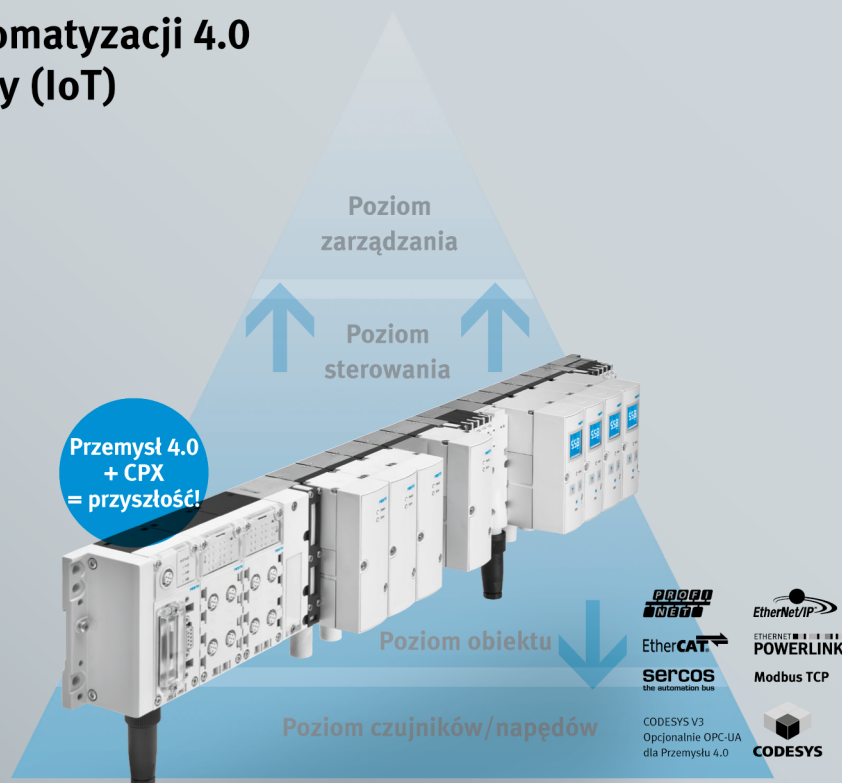 omatyzacji 4.0
y (IoT)
Poziom
zarządzania
Poziom
sterowania
Przemysł 4.0
+ CPX
= przyszłość!
Poziom obiektu
Poziom czujników/napędów
PROFI
NET
EtherNet/IP
EtherCAT
ETHERNET
POWERLINK
sercos
the automation bus
Modbus TCP
CODESYS V3
Opcjonalnie OPC-UA
dla Przemysłu 4.0
CODESYS